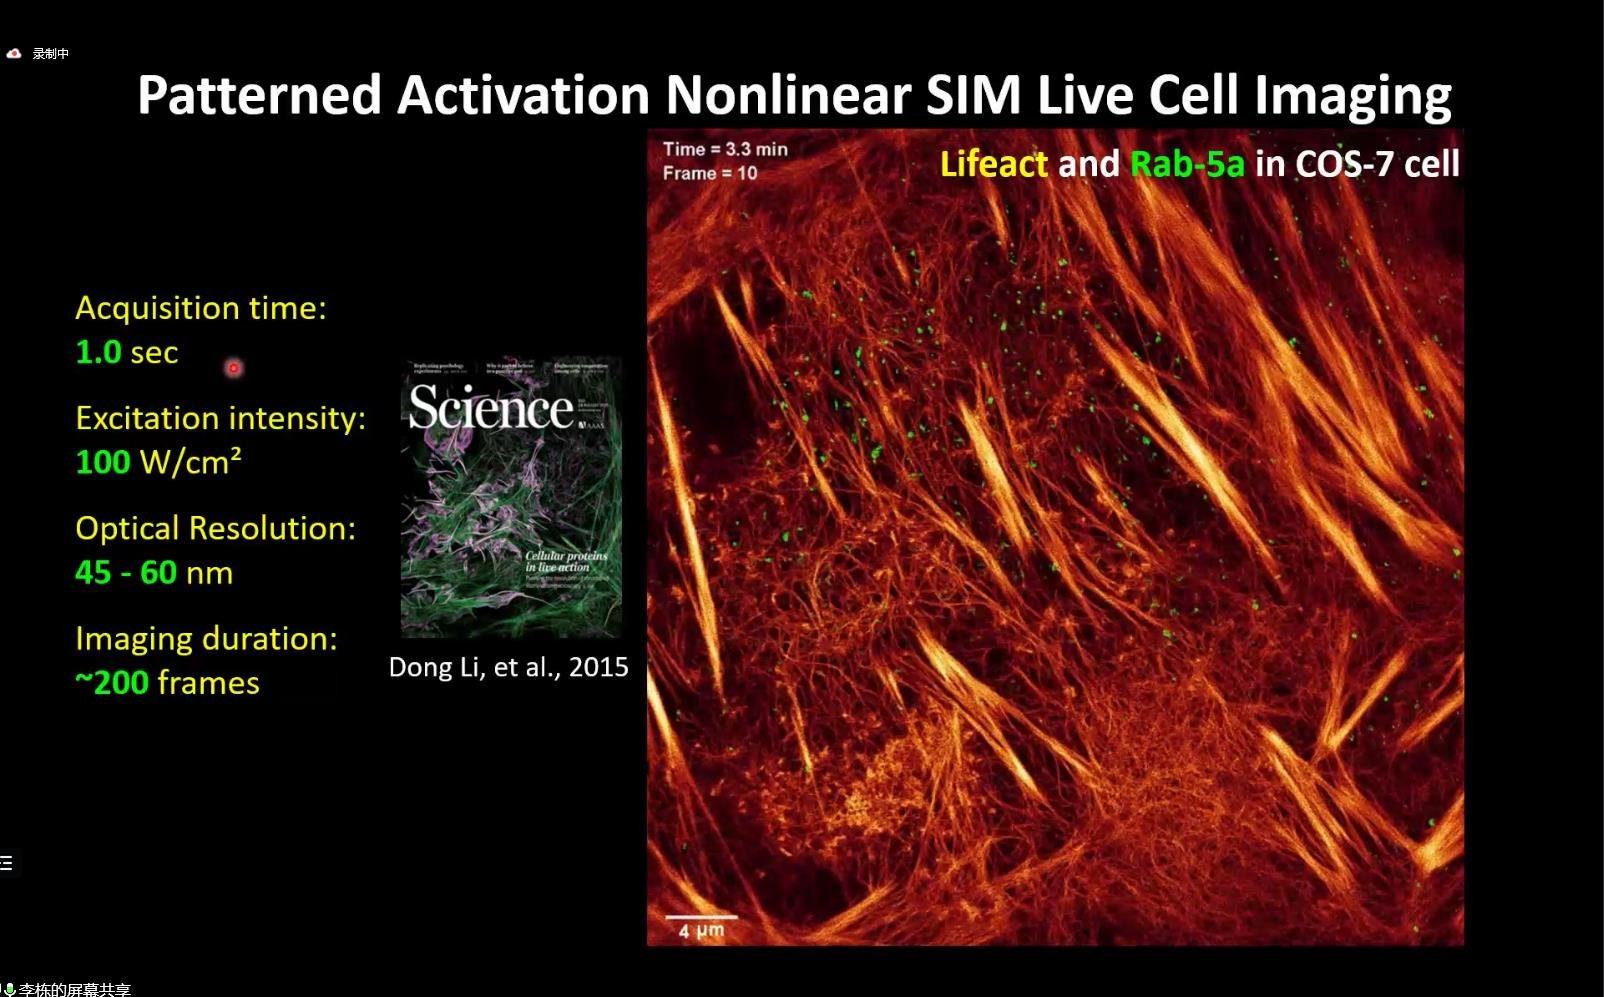 录制中
Patterned Activation Nonlinear SIM Live Cell Imaging
Time = 3.3 min
Frame = 10
Lifeact and Rab-5a in COS-7 cell
Acquisition time:
1.0 sec
Excitation intensity:
100 W/cm²
Optical Resolution:
45 - 60 nm
Imaging duration:
~200 frames
Replicating psychology
Science
AAAS
Cellular proteins
in live action
Dong Li, et al., 2015
4 μm
李栋的屏幕共享